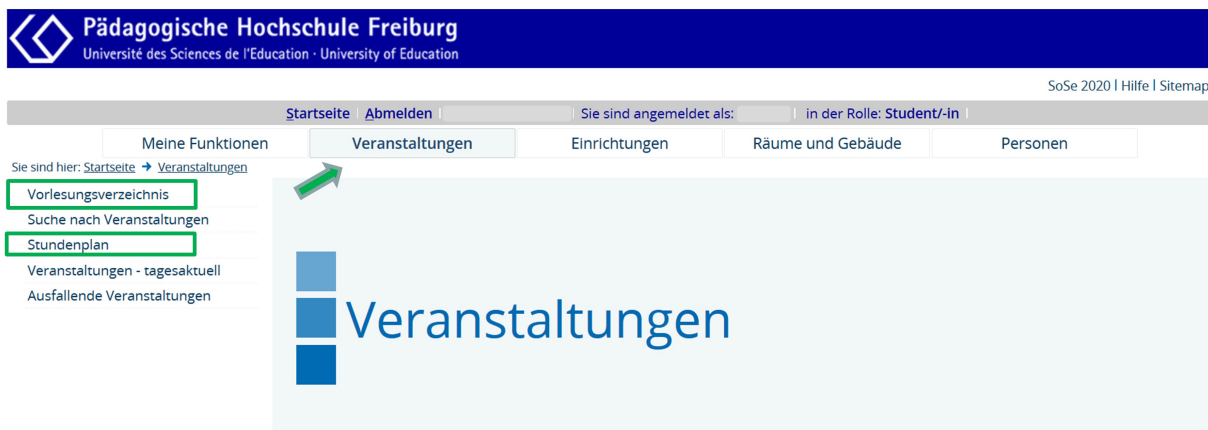 Pädagogische Hochschule Freiburg
Université des Sciences de l'Education · University of Education
SoSe 2020 | Hilfe | Sitemap
Startseite | Abmelden | | Sie sind angemeldet als: | in der Rolle: Student/-in |
Meine Funktionen Veranstaltungen Einrichtungen Räume und Gebäude Personen
Sie sind hier: Startseite ➔ Veranstaltungen
Vorlesungsverzeichnis
Suche nach Veranstaltungen
Stundenplan
Veranstaltungen - tagesaktuell
Ausfallende Veranstaltungen
Veranstaltungen